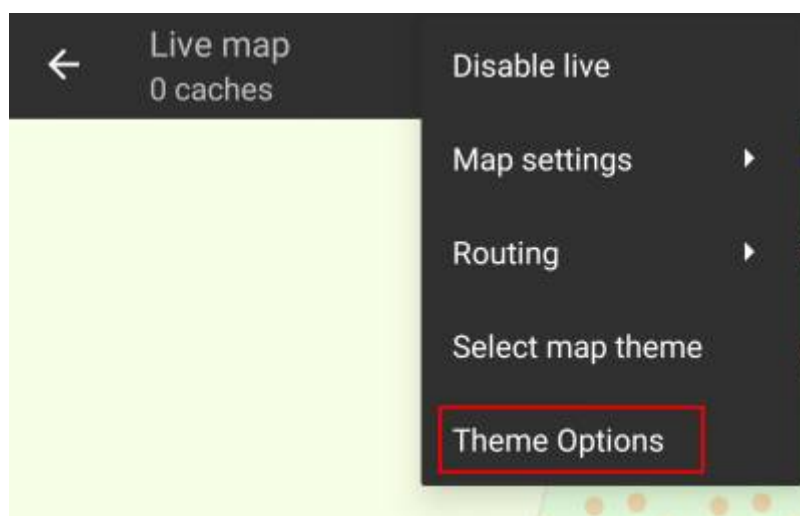 Live map
0 caches
Disable live
Map settings
Routing
Select map theme
Theme Options